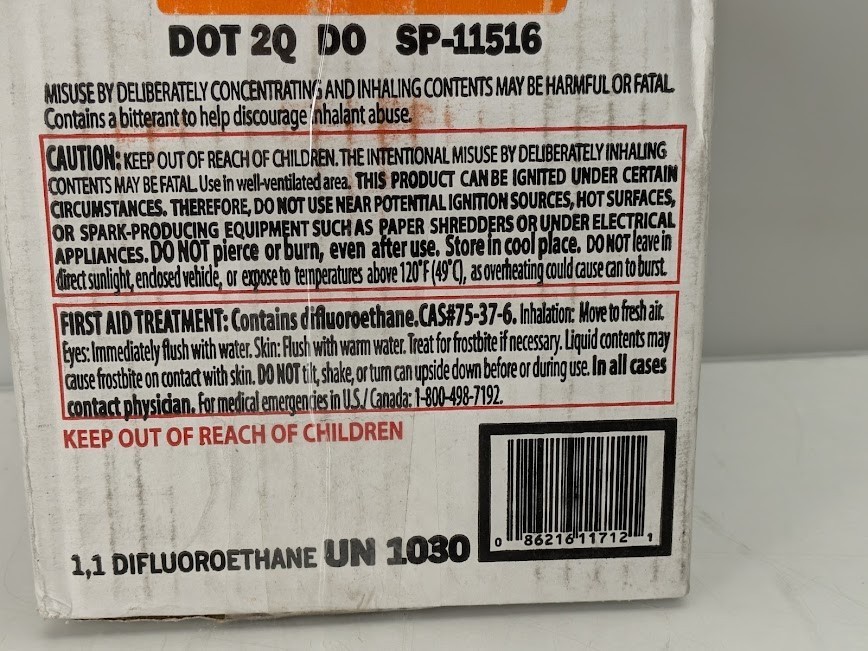 DOT 2Q DO SP-11516
MISUSE BY DELIBERATELY CONCENTRATING AND INHALING CONTENTS MAY BE HARMFUL OR FATAL.
Contains a bitterant to help discourage inhalant abuse.
CAUTION: KEEP OUT OF REACH OF CHILDREN. THE INTENTIONAL MISUSE BY DELIBERATELY INHALING
CONTENTS MAY BE FATAL. Use in well-ventilated area. THIS PRODUCT CAN BE IGNITED UNDER CERTAIN
CIRCUMSTANCES. THEREFORE, DO NOT USE NEAR POTENTIAL IGNITION SOURCES, HOT SURFACES,
OR SPARK-PRODUCING EQUIPMENT SUCH AS PAPER SHREDDERS OR UNDER ELECTRICAL
APPLIANCES. DO NOT pierce or burn, even after use. Store in cool place. DO NOT leave in
direct sunlight, enclosed vehicle, or expose to temperatures above 120°F (49°C), as overheating could cause can to burst.
FIRST AID TREATMENT: Contains difluoroethane.CAS#75-37-6. Inhalation: Move to fresh air.
Eyes: Immediately flush with water. Skin: Flush with warm water. Treat for frostbite if necessary. Liquid contents may
cause frostbite on contact with skin. DO NOT tilt, shake, or turn can upside down before or during use. In all cases
contact physician. For medical emergencies in U.S./ Canada: 1-800-498-7192.
KEEP OUT OF REACH OF CHILDREN
0 86216 11712 1
1,1 DIFLUOROETHANE UN 1030